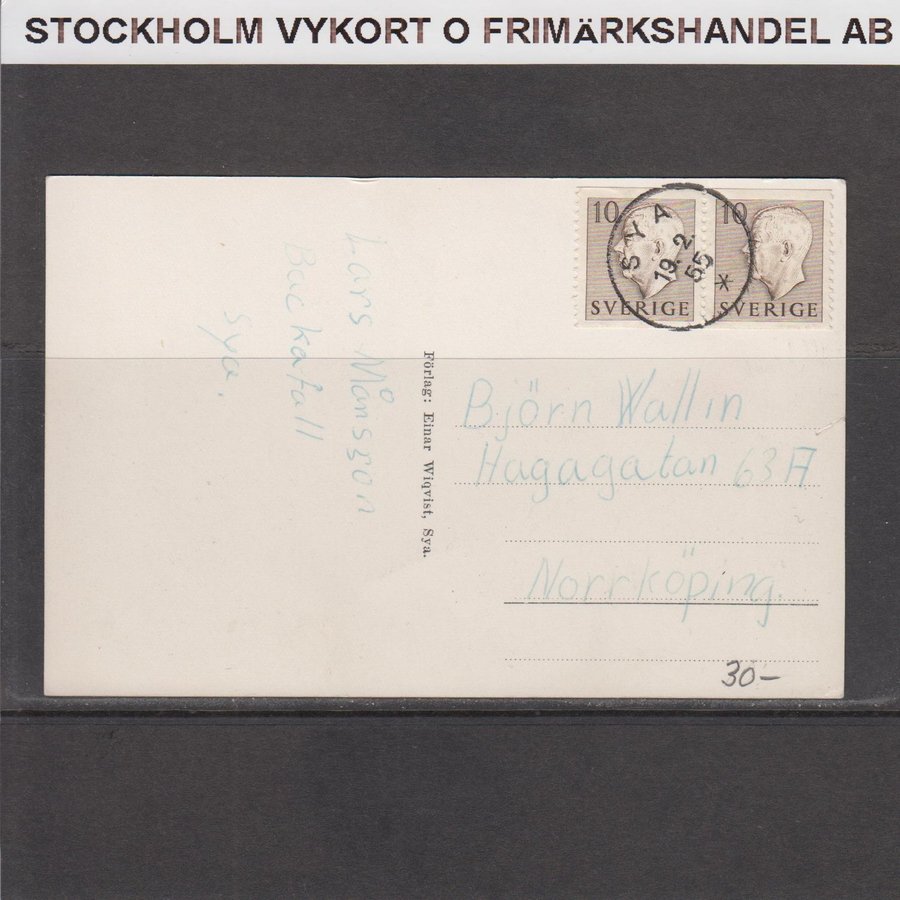 STOCKHOLM VYKORT O FRIMÄRKSHANDEL AB
10 10
SYA
19. 2.
55
*
SVERIGE SVERIGE
Lars Månsson
Backafall
Sya.
Förlag: Einar Wiqvist, Sya.
Björn Wallin
Hagagatan 63A
Norrköping.
30-